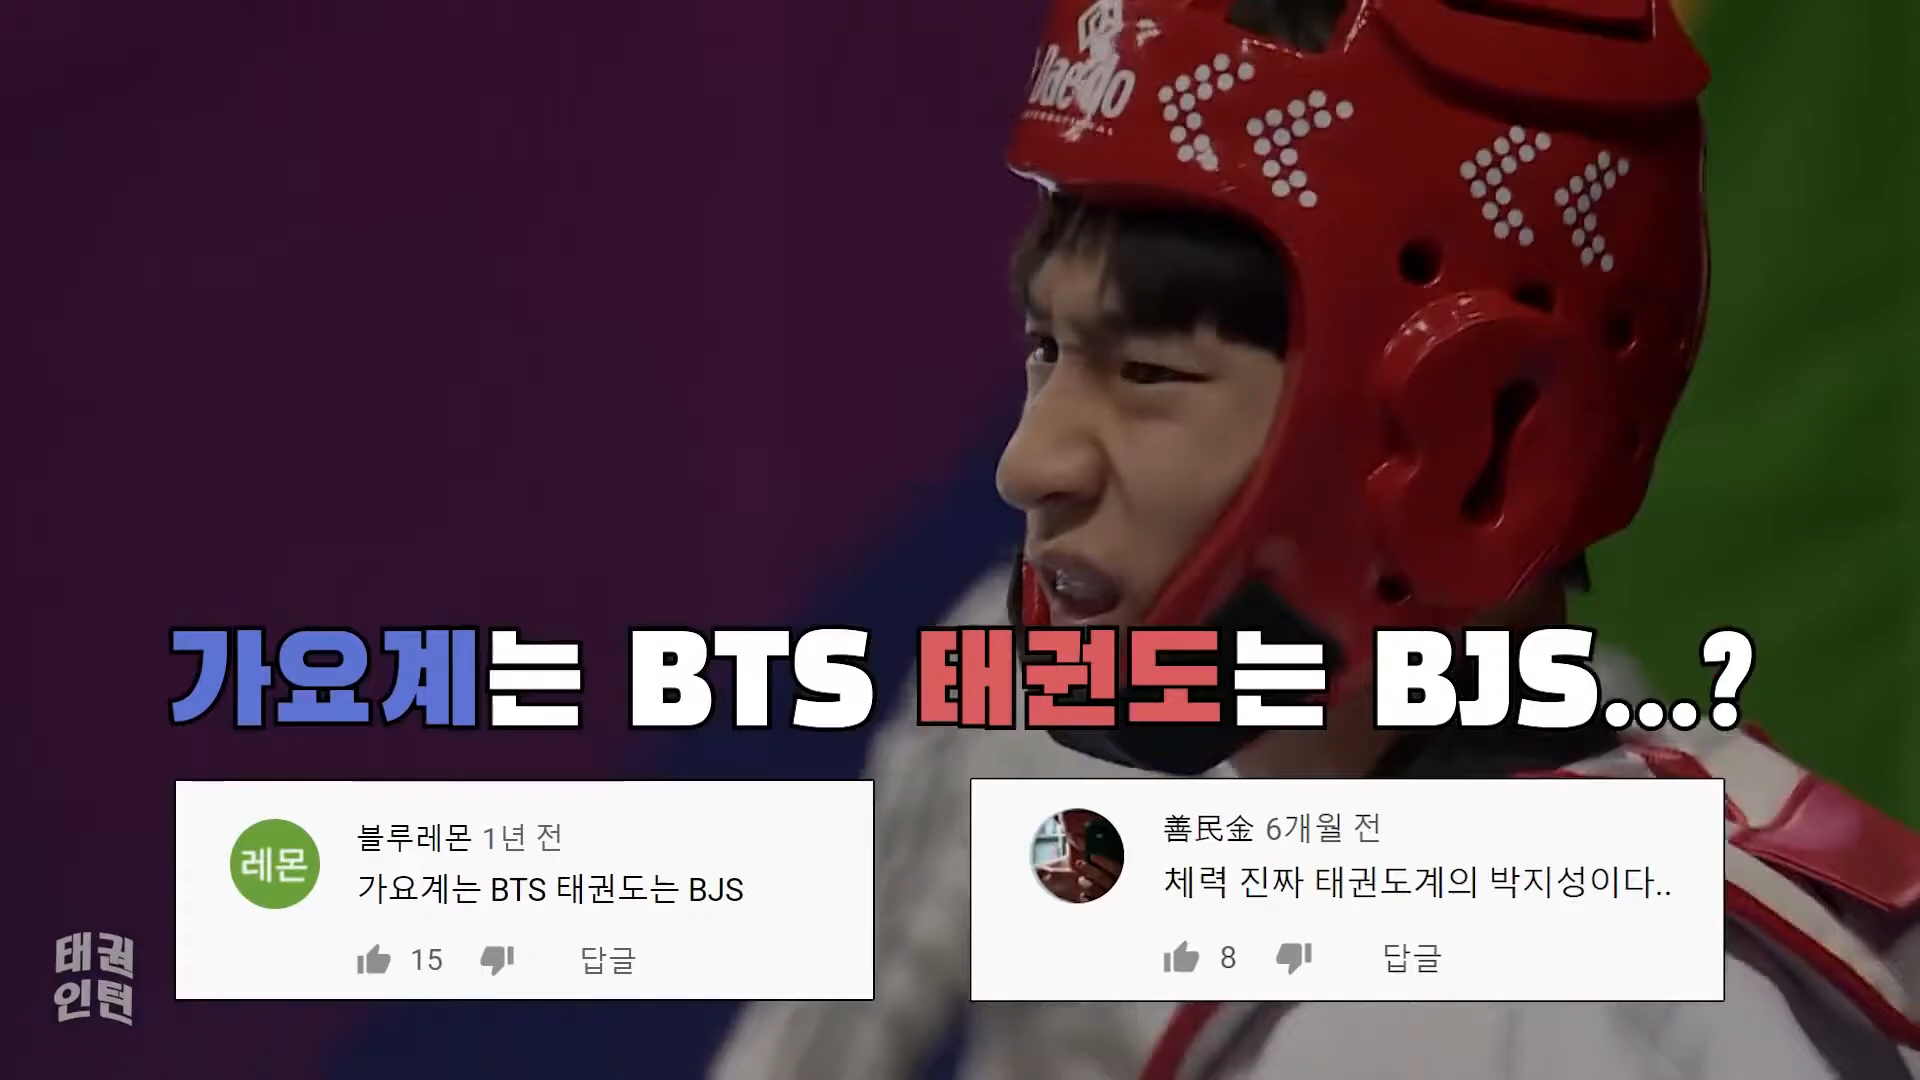 Daedo
INTERNATIONAL
가요계는 BTS 태권도는 BJS...?
레몬
블루레몬 1년 전
가요계는 BTS 태권도는 BJS
15 답글
善民金 6개월 전
체력 진짜 태권도계의 박지성이다..
8 답글
태권
인턴